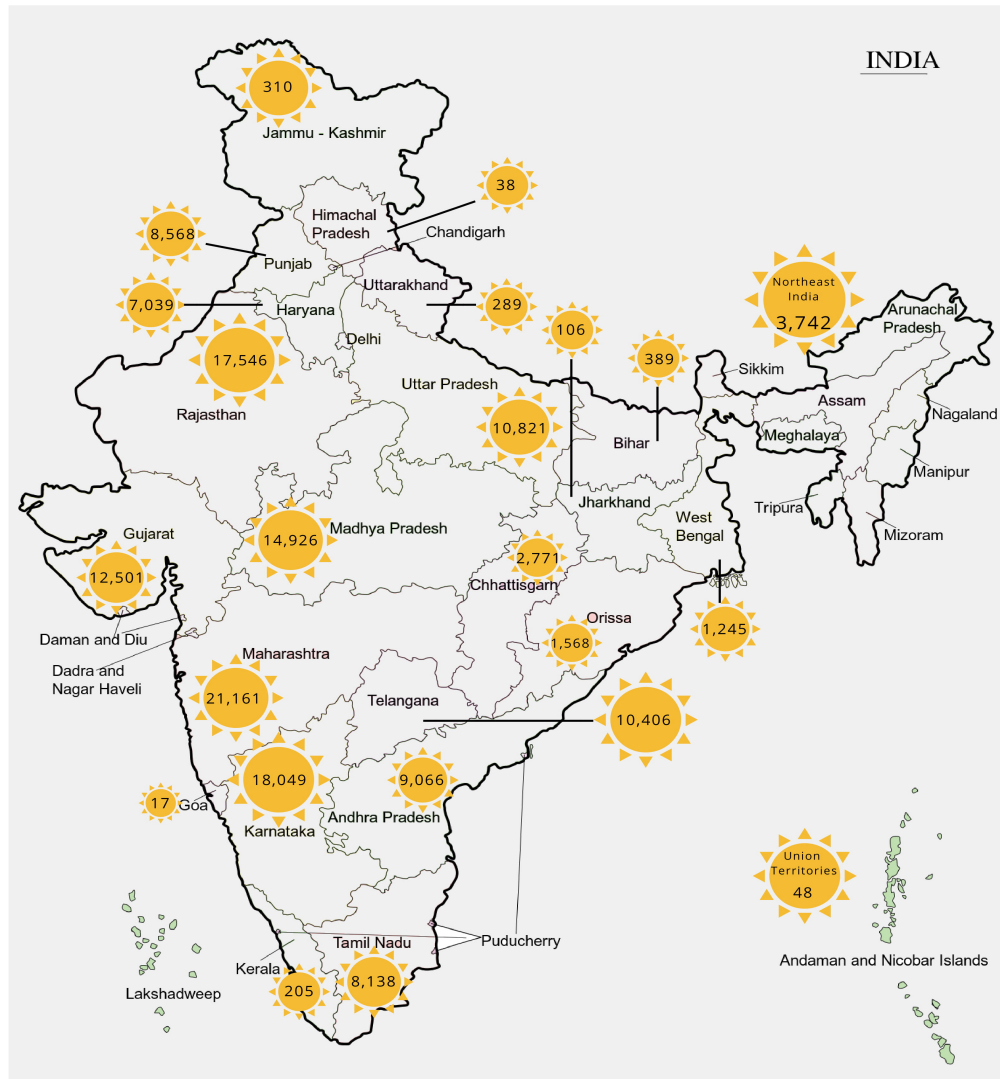 INDIA
310
Jammu - Kashmir
38
Himachal
Pradesh
8,568
Chandigarh
Punjab
Uttarakhand
7,039
Haryana
289
106
Delhi
17,546
Rajasthan
Uttar Pradesh
10,821
389
Bihar
Northeast
India
3,742
Arunachal
Pradesh
Sikkim
Assam
Nagaland
Meghalaya
Manipur
Tripura
Mizoram
Jharkhand
West
Bengal
Gujarat
12,501
14,926
Madhya Pradesh
2,771
Chhattisgarh
Orissa
1,568
1,245
Daman and Diu
Dadra and
Nagar Haveli
Maharashtra
21,161
Telangana
10,406
18,049
Karnataka
9,066
Andhra Pradesh
17
Goa
Union
Territories
48
Puducherry
Tamil Nadu
8,138
Kerala
205
Lakshadweep
Andaman and Nicobar Islands